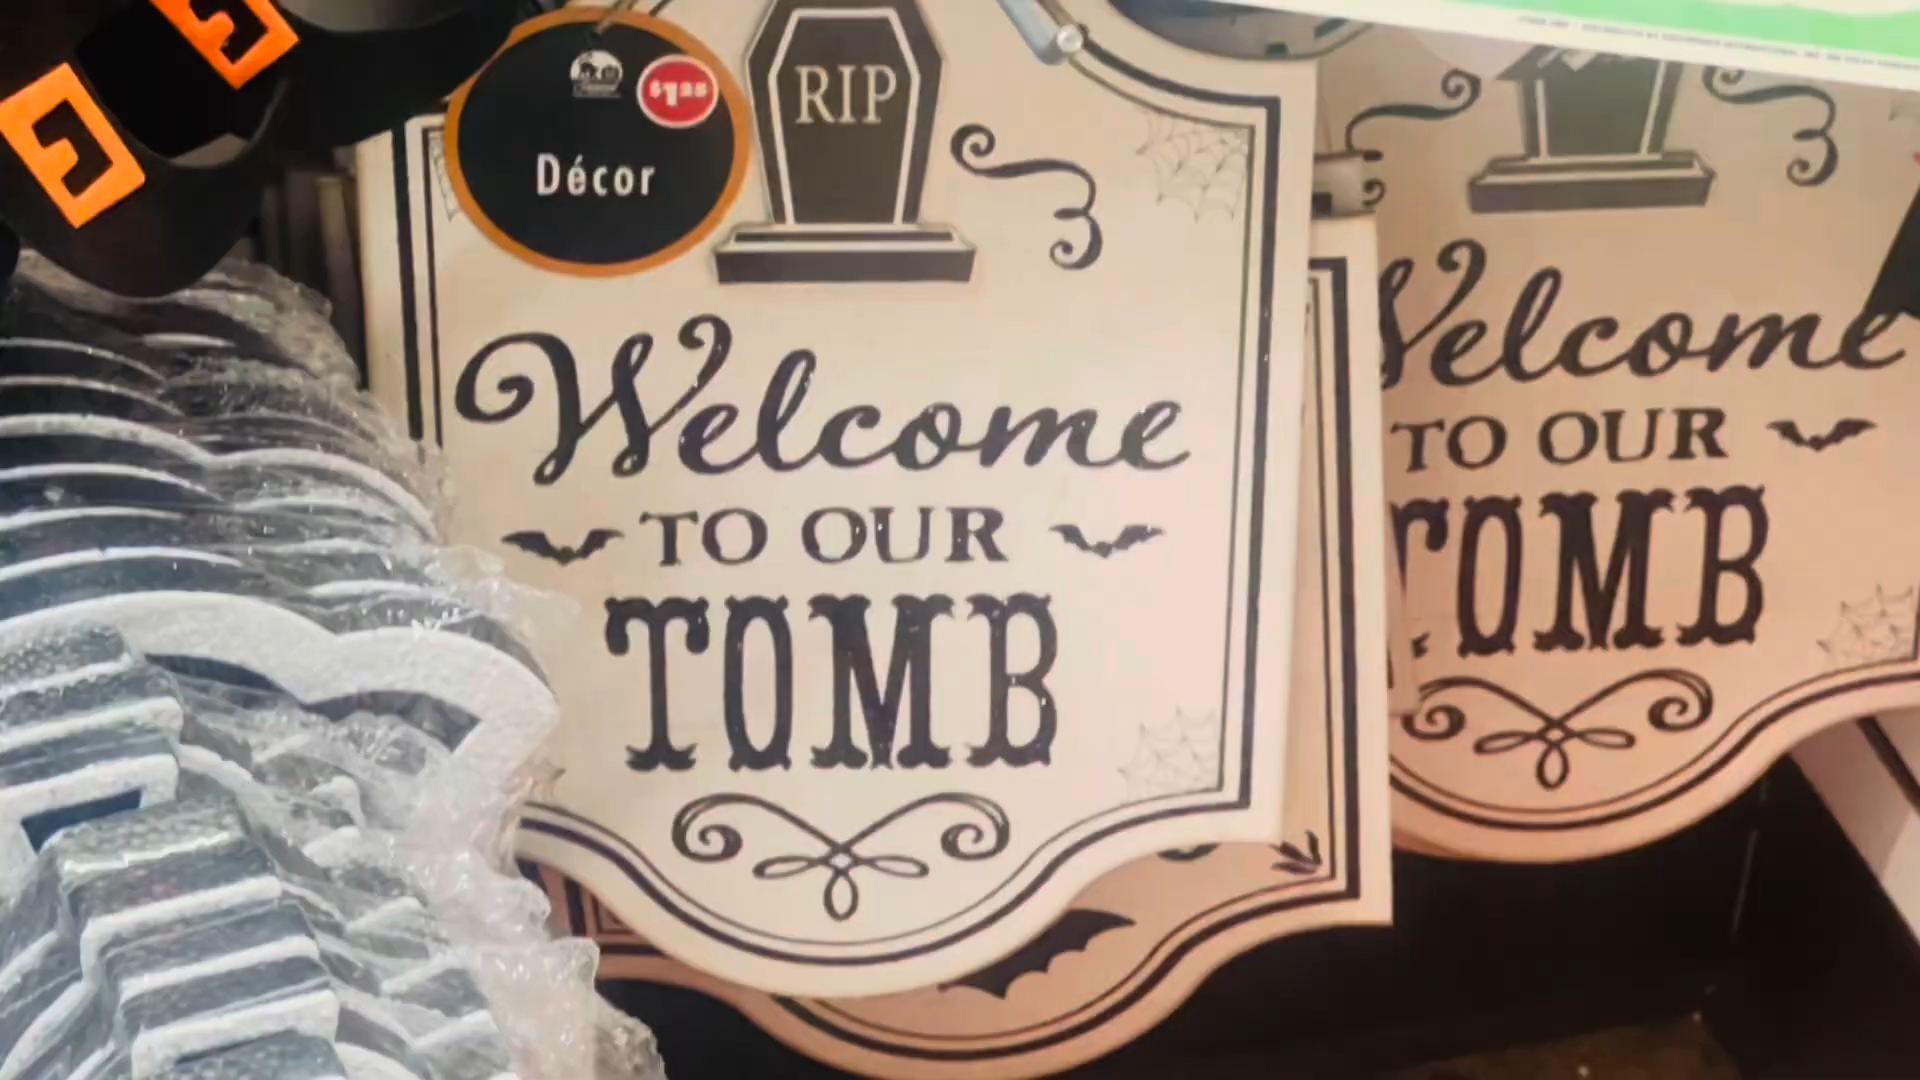 $1.25
Décor
RIP
Welcome
TO OUR
TOMB
Welcome
TO OUR
TOMB